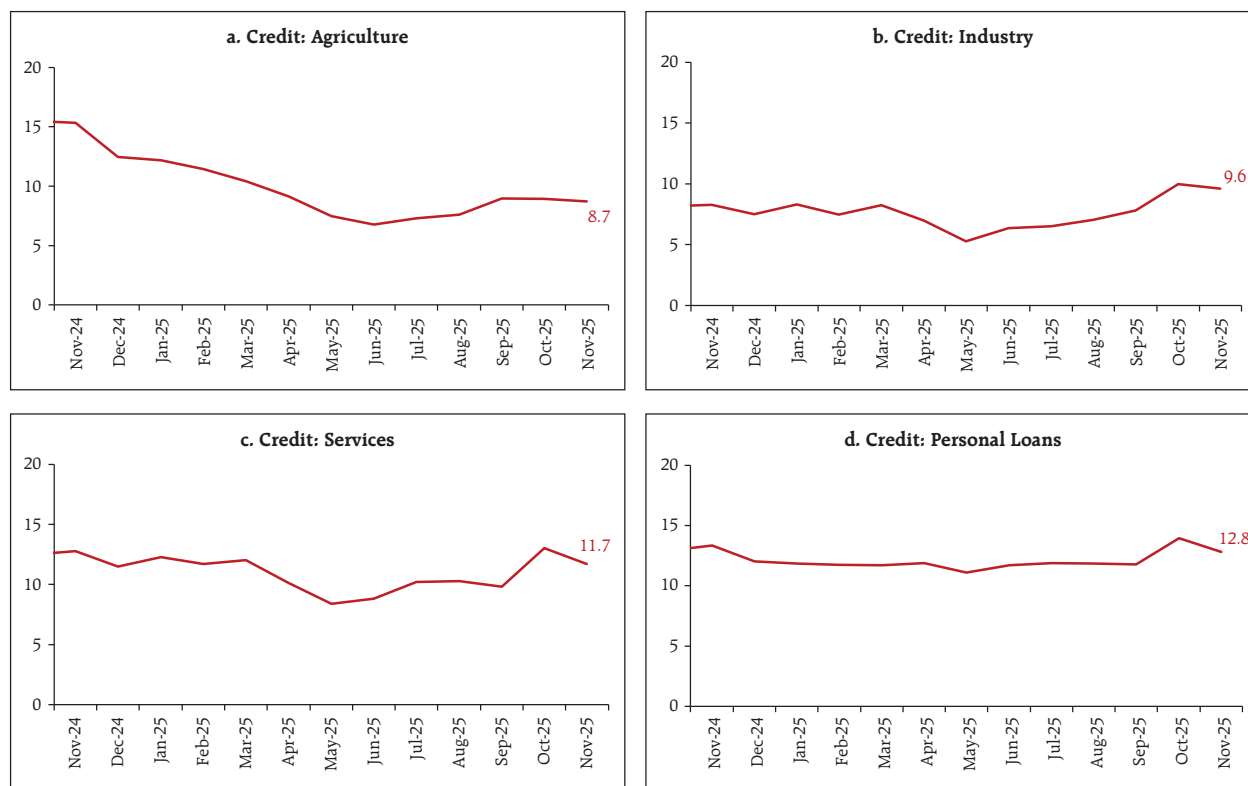 a. Credit: Agriculture
20
15
10
5
0
8.7
Nov-24
Dec-24
Jan-25
Feb-25
Mar-25
Apr-25
May-25
Jun-25
Jul-25
Aug-25
Sep-25
Oct-25
Nov-25
b. Credit: Industry
20
15
10
5
0
9.6
Nov-24
Dec-24
Jan-25
Feb-25
Mar-25
Apr-25
May-25
Jun-25
Jul-25
Aug-25
Sep-25
Oct-25
Nov-25
c. Credit: Services
20
15
10
5
0
11.7
Nov-24
Dec-24
Jan-25
Feb-25
Mar-25
Apr-25
May-25
Jun-25
Jul-25
Aug-25
Sep-25
Oct-25
Nov-25
d. Credit: Personal Loans
20
15
10
5
0
12.8
Nov-24
Dec-24
Jan-25
Feb-25
Mar-25
Apr-25
May-25
Jun-25
Jul-25
Aug-25
Sep-25
Oct-25
Nov-25